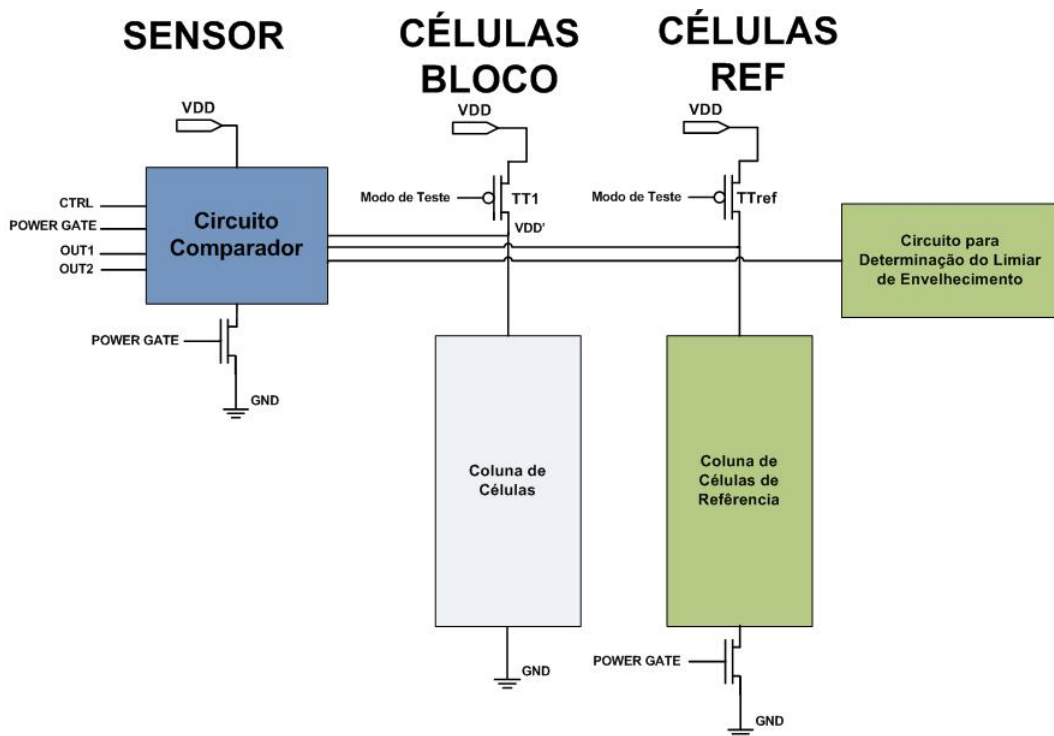 SENSOR
CÉLULAS
BLOCO
CÉLULAS
REF
VDD
VDD
VDD
CTRL
POWER GATE
OUT1
OUT2
Circuito
Comparador
Modo de Teste
TT1
VDD'
Modo de Teste
TTref
Circuito para
Determinação do Limiar
de Envelhecimento
POWER GATE
GND
Coluna de
Células
GND
Coluna de
Células de
Refêrencia
POWER GATE
GND